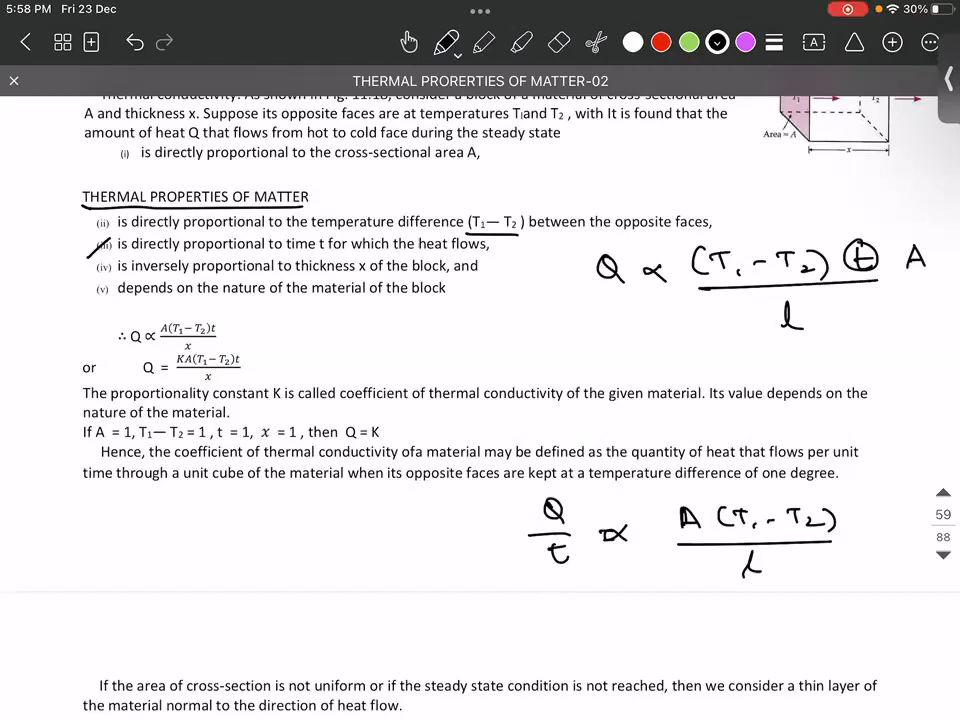 5:58 PM Fri 23 Dec
30%
THERMAL PRORERTIES OF MATTER-02
A and thickness x. Suppose its opposite faces are at temperatures T₁and T₂ , with It is found that the
amount of heat Q that flows from hot to cold face during the steady state
(i) is directly proportional to the cross-sectional area A,
T₂
Area = A
x
THERMAL PROPERTIES OF MATTER
(ii) is directly proportional to the temperature difference (T₁— T₂ ) between the opposite faces,
(iii) is directly proportional to time t for which the heat flows,
(iv) is inversely proportional to thickness x of the block, and
(v) depends on the nature of the material of the block
Q ∝ (T₁ - T₂) t A / l
∴ Q ∝ A(T₁− T₂)t / x
or Q = KA(T₁− T₂)t / x
The proportionality constant K is called coefficient of thermal conductivity of the given material. Its value depends on the
nature of the material.
If A = 1, T₁— T₂ = 1 , t = 1, x = 1 , then Q = K
Hence, the coefficient of thermal conductivity ofa material may be defined as the quantity of heat that flows per unit
time through a unit cube of the material when its opposite faces are kept at a temperature difference of one degree.
Q / t ∝ A (T₁ - T₂) / l
59
88
If the area of cross-section is not uniform or if the steady state condition is not reached, then we consider a thin layer of
the material normal to the direction of heat flow.